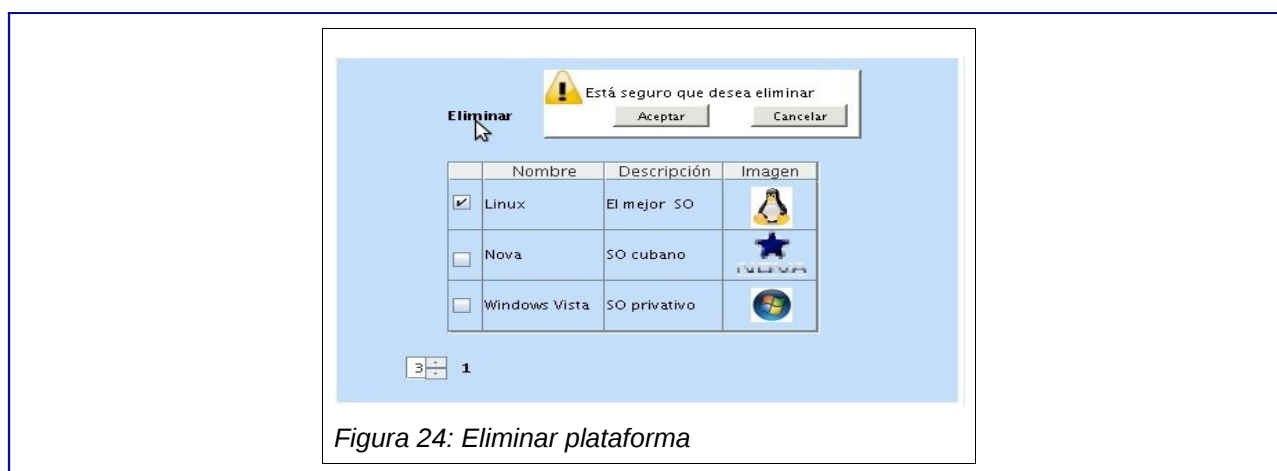 Está seguro que desea eliminar
Eliminar Aceptar Cancelar
Nombre Descripción Imagen
Linux El mejor SO
Nova SO cubano NOVA
Windows Vista SO privativo
3 1
Figura 24: Eliminar plataforma